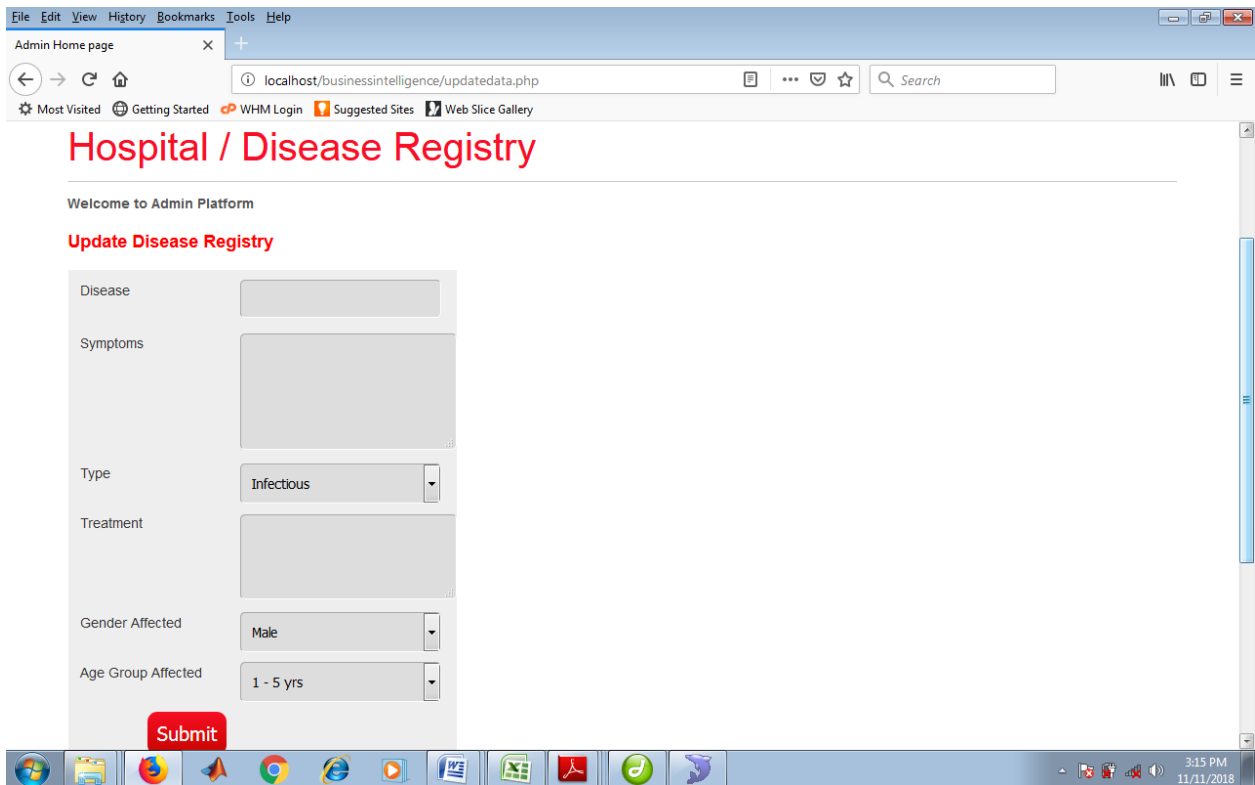 File Edit View History Bookmarks Tools Help
Admin Home page
localhost/businessintelligence/updatedata.php
Search
Most Visited Getting Started cP WHM Login Suggested Sites Web Slice Gallery
Hospital / Disease Registry
Welcome to Admin Platform
Update Disease Registry
Disease
Symptoms
Type Infectious
Treatment
Gender Affected Male
Age Group Affected 1 - 5 yrs
Submit
3:15 PM
11/11/2018